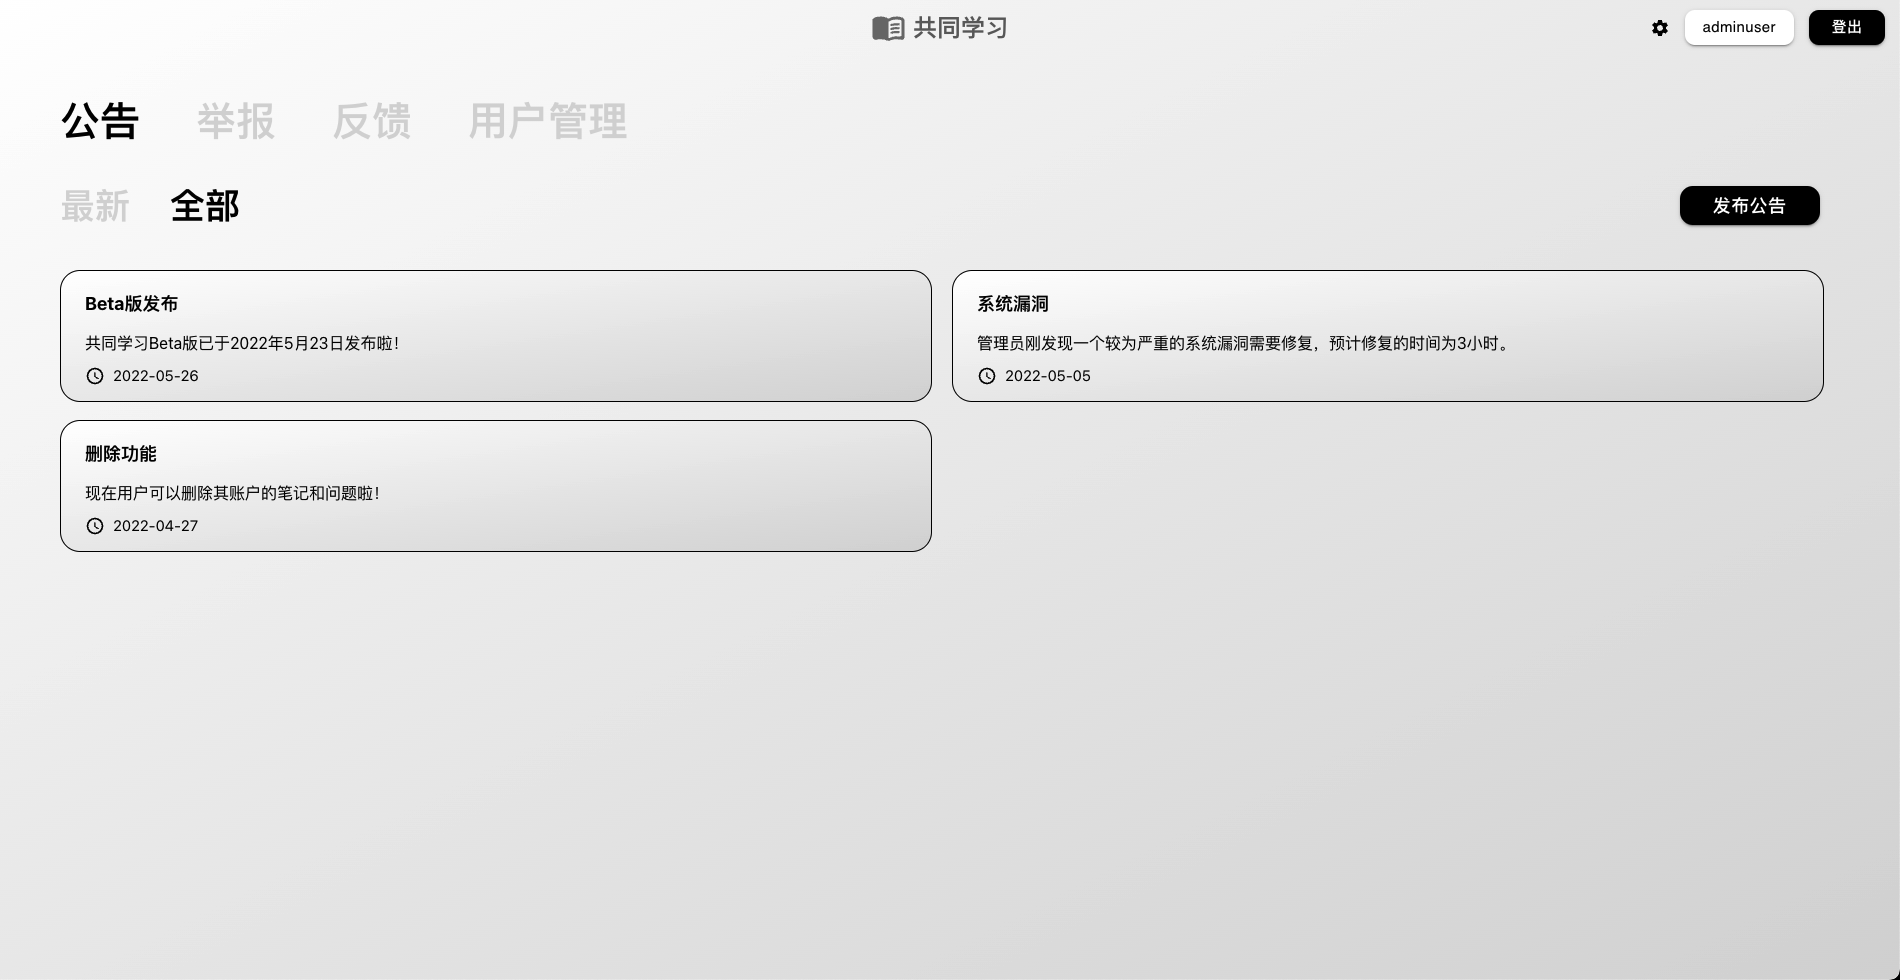 共同学习
adminuser
登出
公告 举报 反馈 用户管理
最新 全部
发布公告
Beta版发布
共同学习Beta版已于2022年5月23日发布啦！
2022-05-26
系统漏洞
管理员刚发现一个较为严重的系统漏洞需要修复，预计修复的时间为3小时。
2022-05-05
删除功能
现在用户可以删除其账户的笔记和问题啦！
2022-04-27